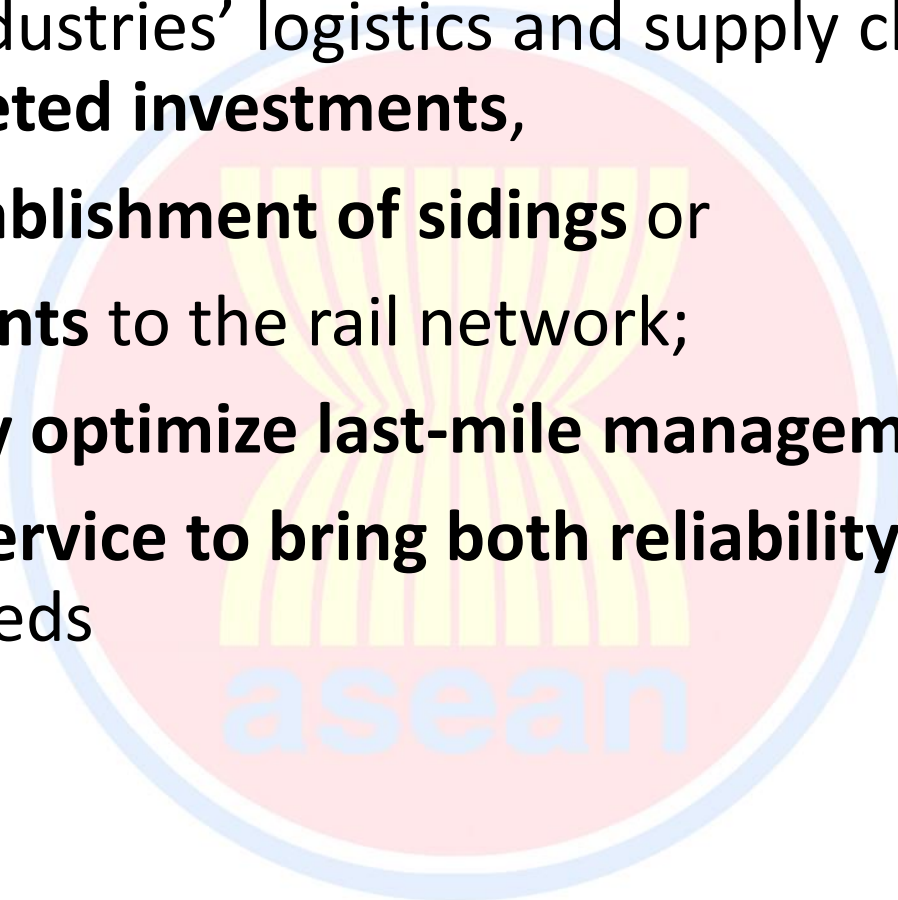 dustries’ logistics and supply c
eted investments,
ablishment of sidings or
nts to the rail network;
y optimize last-mile managem
ervice to bring both reliability
eds
asean